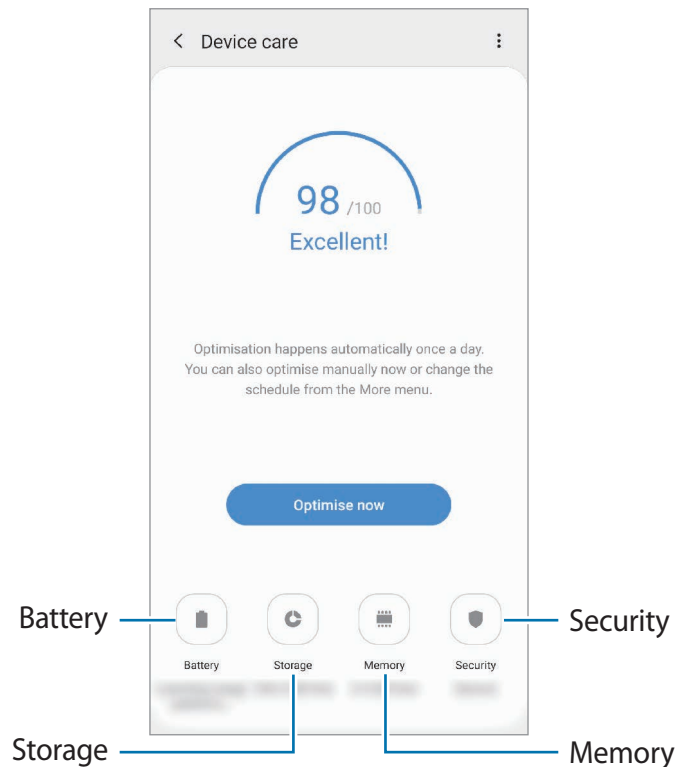 Device care
98 /100
Excellent!
Optimisation happens automatically once a day.
You can also optimise manually now or change the
schedule from the More menu.
Optimise now
Battery
Security
Battery Storage Memory Security
Storage
Memory